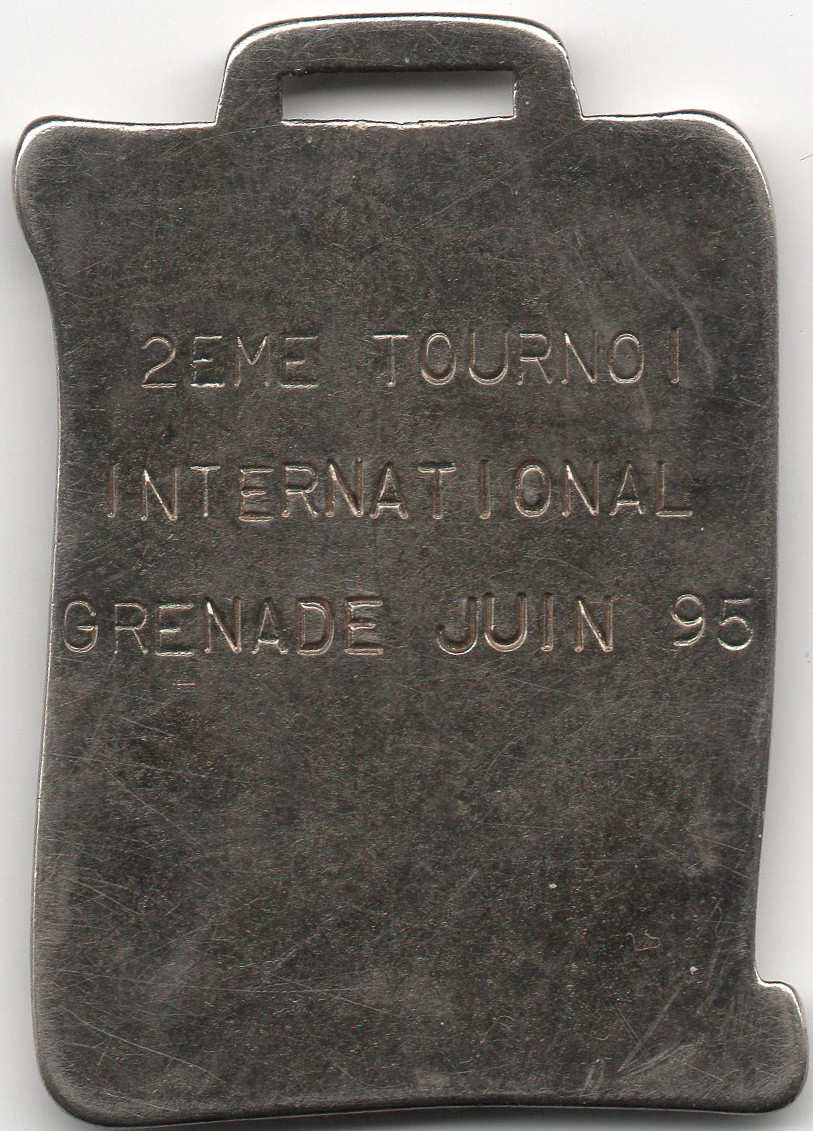 2EME TOURNOI
INTERNATIONAL
GRENADE JUIN 95